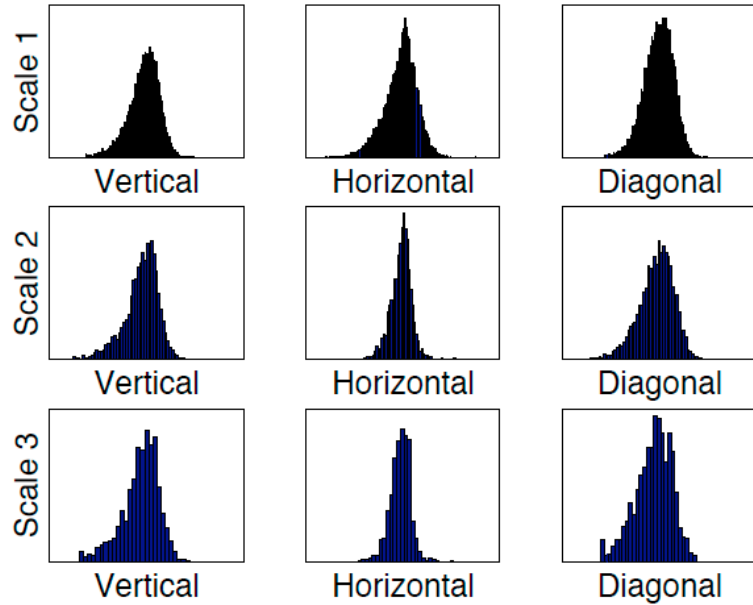 Scale 1
Vertical
Horizontal
Diagonal
Scale 2
Vertical
Horizontal
Diagonal
Scale 3
Vertical
Horizontal
Diagonal